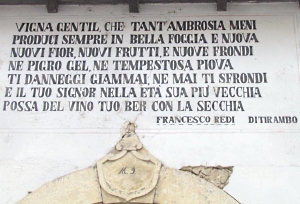 VIGNA GENTIL, CHE TANT'AMBROSIA MENI
PRODUCI SEMPRE IN BELLA FOGGIA E NUOVA
NUOVI FIOR, NUOVI FRUTTI, E NUOVE FRONDI
NE PIGRO GEL, NE TEMPESTOSA PIOVA
TI DANNEGGI GIAMMAI, NE MAI TI SFRONDI
E IL TUO SIGNOR NELLA ETÀ SUA PIÙ VECCHIA
POSSA DEL VINO TUO BER CON LA SECCHIA
FRANCESCO REDI DITIRAMBO